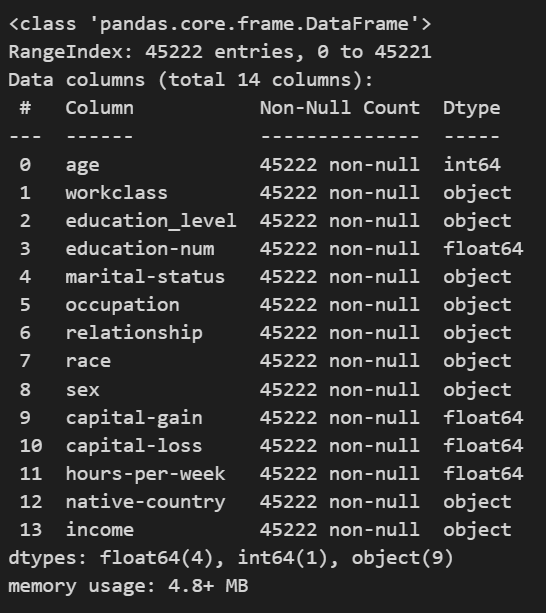 <class 'pandas.core.frame.DataFrame'>
RangeIndex: 45222 entries, 0 to 45221
Data columns (total 14 columns):
 #   Column           Non-Null Count  Dtype
---  ------           --------------  -----
 0   age              45222 non-null  int64
 1   workclass        45222 non-null  object
 2   education_level  45222 non-null  object
 3   education-num    45222 non-null  float64
 4   marital-status   45222 non-null  object
 5   occupation       45222 non-null  object
 6   relationship     45222 non-null  object
 7   race             45222 non-null  object
 8   sex              45222 non-null  object
 9   capital-gain     45222 non-null  float64
 10  capital-loss     45222 non-null  float64
 11  hours-per-week   45222 non-null  float64
 12  native-country   45222 non-null  object
 13  income           45222 non-null  object
dtypes: float64(4), int64(1), object(9)
memory usage: 4.8+ MB